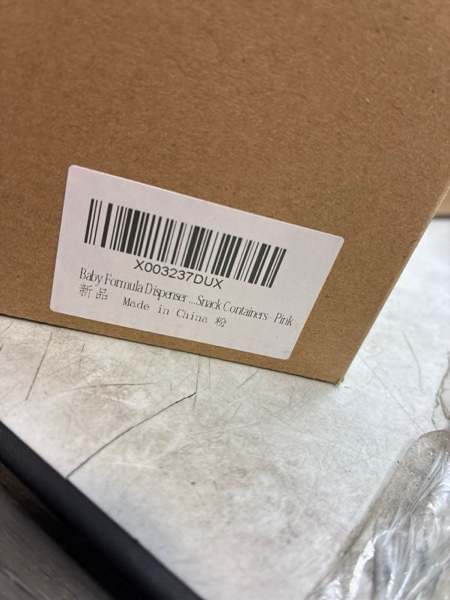 X003237DUX
Baby Formula Dispenser ...Snack Containers- Pink
新品 Made in China 粉